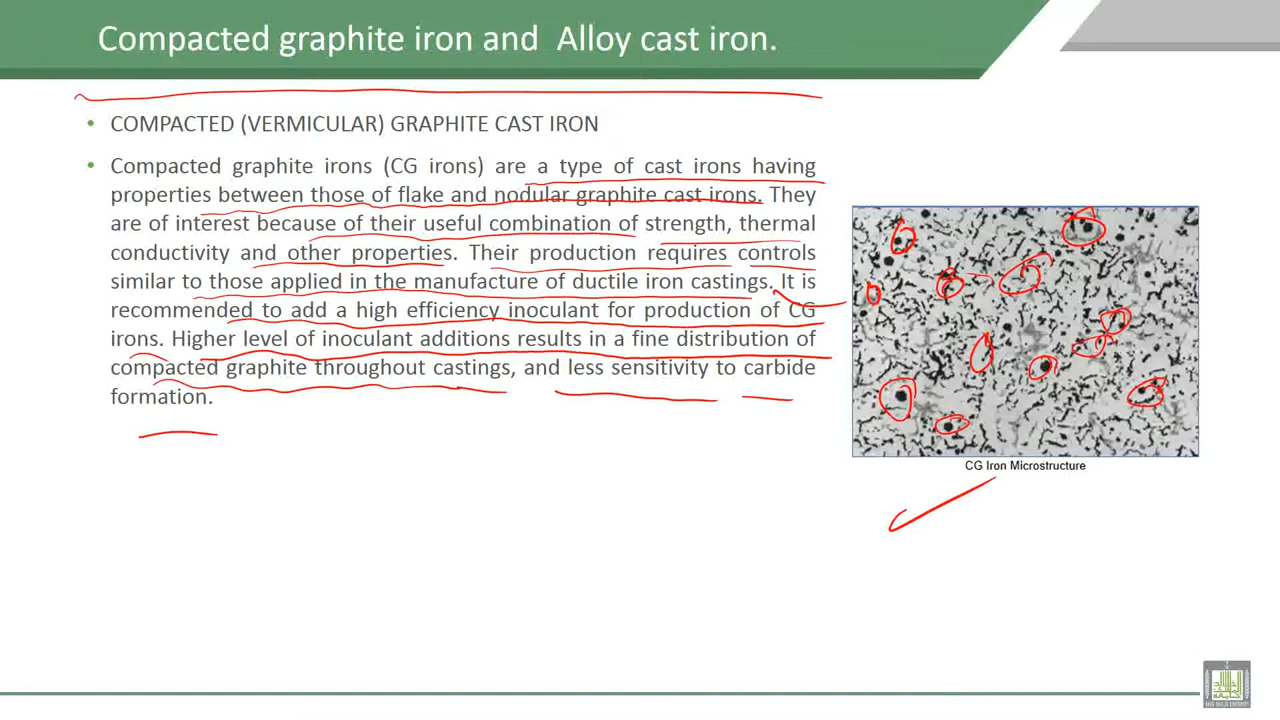 Compacted graphite iron and Alloy cast iron.
• COMPACTED (VERMICULAR) GRAPHITE CAST IRON
• Compacted graphite irons (CG irons) are a type of cast irons having
properties between those of flake and nodular graphite cast irons. They
are of interest because of their useful combination of strength, thermal
conductivity and other properties. Their production requires controls
similar to those applied in the manufacture of ductile iron castings. It is
recommended to add a high efficiency inoculant for production of CG
irons. Higher level of inoculant additions results in a fine distribution of
compacted graphite throughout castings, and less sensitivity to carbide
formation.
CG Iron Microstructure